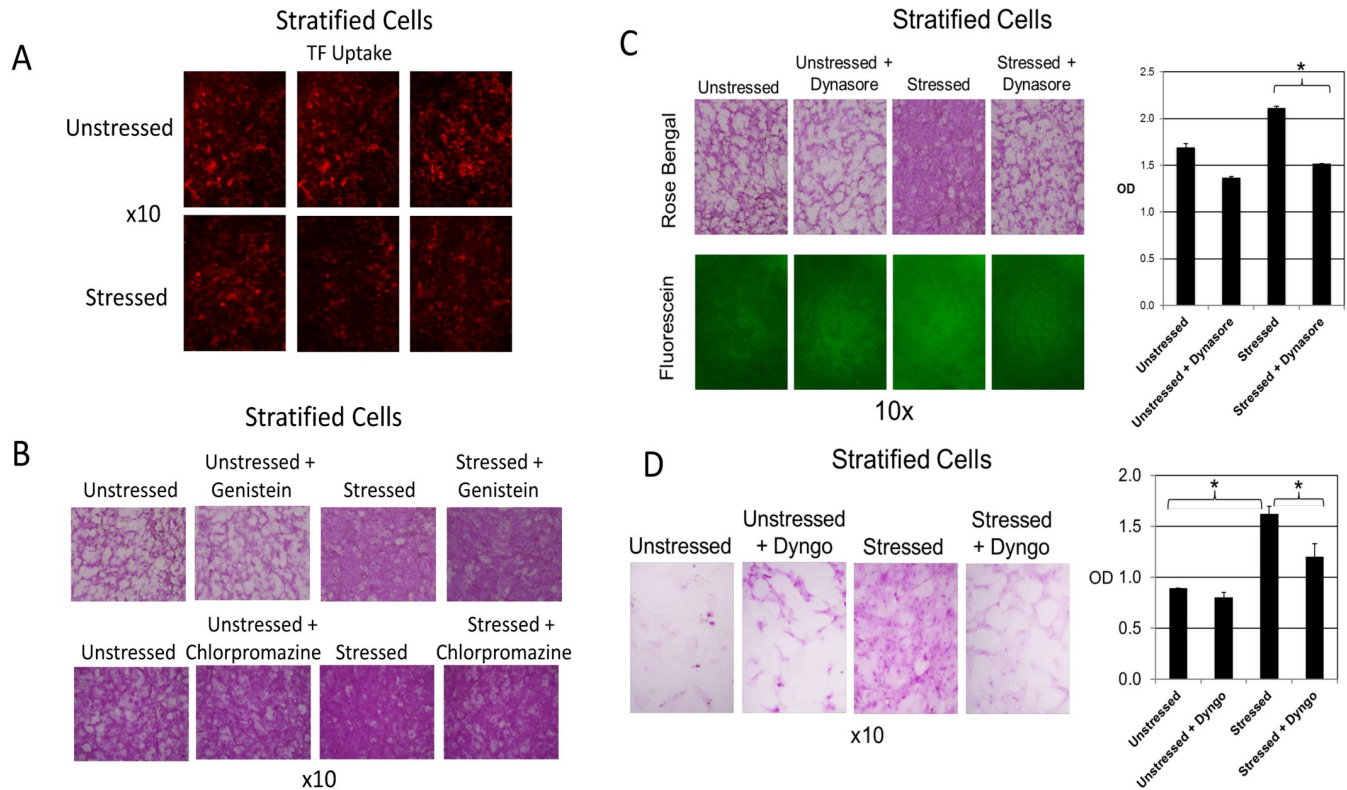 A
Stratified Cells
TF Uptake
Unstressed
x10
Stressed
B
Stratified Cells
Unstressed
Unstressed +
Genistein
Stressed
Stressed +
Genistein
Unstressed
Unstressed +
Chlorpromazine
Stressed
Stressed +
Chlorpromazine
x10
C
Stratified Cells
Unstressed
Unstressed +
Dynasore
Stressed
Stressed +
Dynasore
Rose Bengal
Fluorescein
10x
OD
2.5
2.0
1.5
1.0
0.5
0.0
*
Unstressed
Unstressed + Dynasore
Stressed
Stressed + Dynasore
D
Stratified Cells
Unstressed
Unstressed
+ Dyngo
Stressed
Stressed
+ Dyngo
x10
OD
2.0
1.5
1.0
0.5
0.0
*
*
Unstressed
Unstressed + Dyngo
Stressed
Stressed + Dyngo